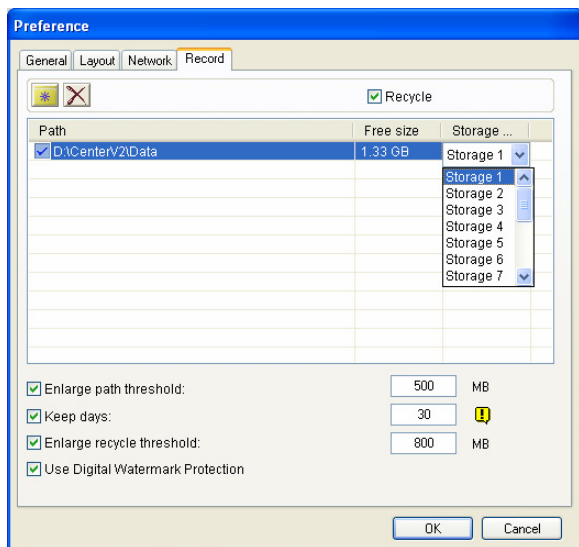 Preference
General Layout Network Record
Recycle
Path Free size Storage ...
D:\CenterV2\Data 1.33 GB Storage 1
Storage 1
Storage 2
Storage 3
Storage 4
Storage 5
Storage 6
Storage 7
Enlarge path threshold: 500 MB
Keep days: 30
Enlarge recycle threshold: 800 MB
Use Digital Watermark Protection
OK Cancel